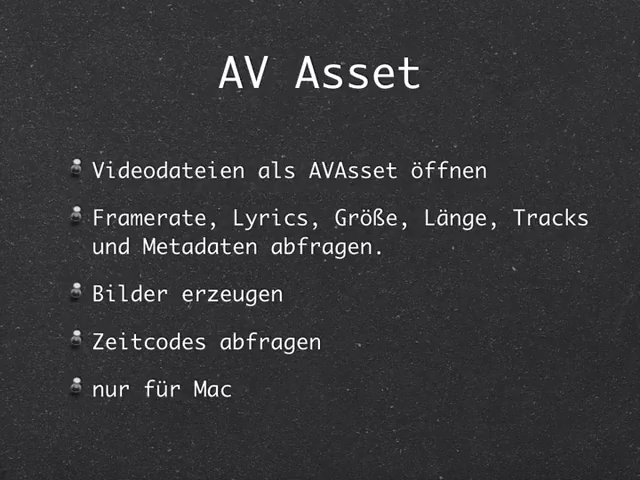 AV Asset
Videodateien als AVAsset öffnen
Framerate, Lyrics, Größe, Länge, Tracks
und Metadaten abfragen.
Bilder erzeugen
Zeitcodes abfragen
nur für Mac